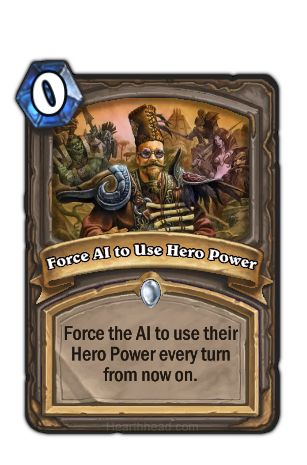 0
Force AI to Use Hero Power
Force the AI to use their
Hero Power every turn
from now on.
Hearthhead.com